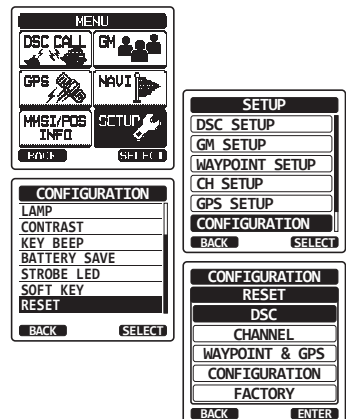 MENU
DSC CALL
GM
GPS
NAVI
MMSI/POS
INFO
SETUP
BACK
SELECT
SETUP
DSC SETUP
GM SETUP
WAYPOINT SETUP
CH SETUP
GPS SETUP
CONFIGURATION
BACK
SELECT
CONFIGURATION
LAMP
CONTRAST
KEY BEEP
BATTERY SAVE
STROBE LED
SOFT KEY
RESET
BACK
SELECT
CONFIGURATION
RESET
DSC
CHANNEL
WAYPOINT & GPS
CONFIGURATION
FACTORY
BACK
ENTER